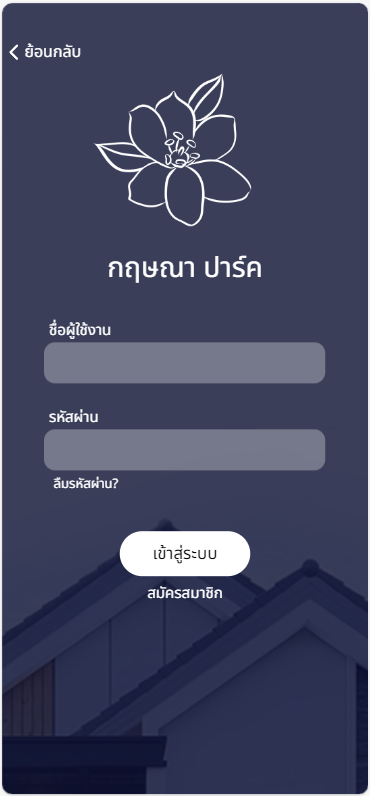 ย้อนกลับ
กฤษณา ปาร์ค
ชื่อผู้ใช้งาน
รหัสผ่าน
ลืมรหัสผ่าน?
เข้าสู่ระบบ
สมัครสมาชิก